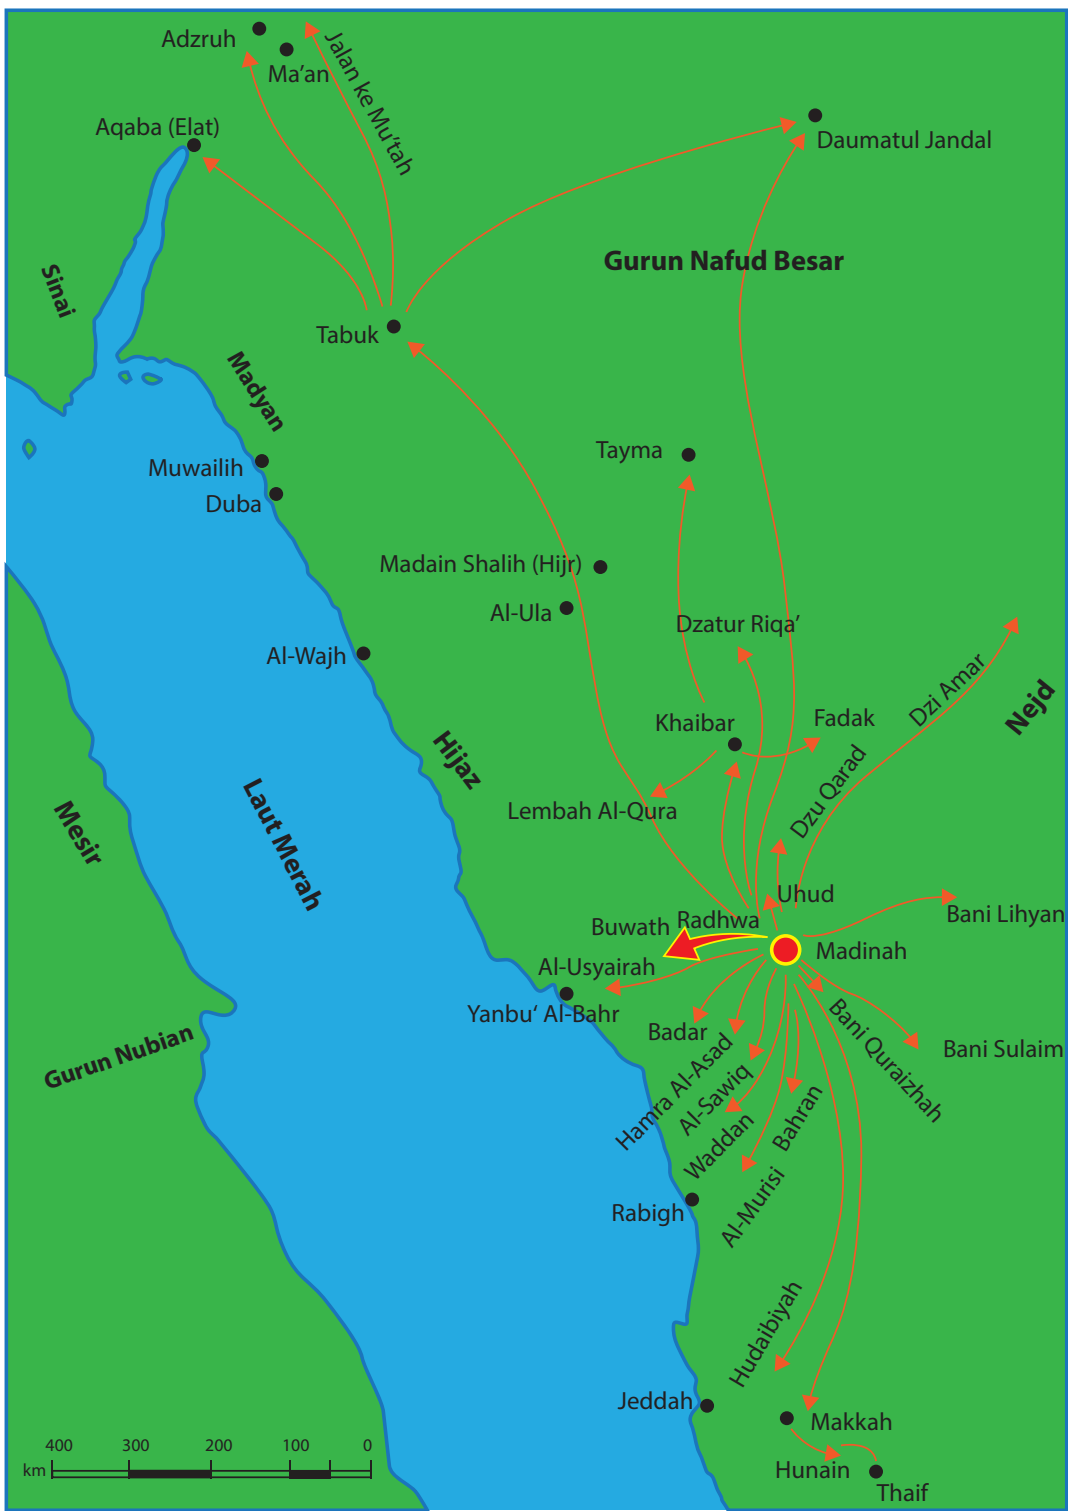 Adzruh
Ma'an
Jalan ke Mu'tah
Aqaba (Elat)
Daumatul Jandal
Gurun Nafud Besar
Sinai
Tabuk
Madyan
Tayma
Muwailih
Duba
Madain Shalih (Hijr)
Al-Ula
Dzatur Riqa'
Al-Wajh
Dzi Amar
Nejd
Khaibar
Fadak
Hijaz
Lembah Al-Qura
Dzu Qarad
Mesir
Laut Merah
Uhud
Bani Lihyan
Buwath
Radhwa
Madinah
Al-Usyairah
Yanbu‘ Al-Bahr
Badar
Bani Quraizhah
Bani Sulaim
Gurun Nubian
Hamra Al-Asad
Al-Sawiq
Waddan
Bahran
Al-Murisi
Rabigh
Hudaibiyah
Jeddah
Makkah
Hunain
Thaif
400 300 200 100 0
km